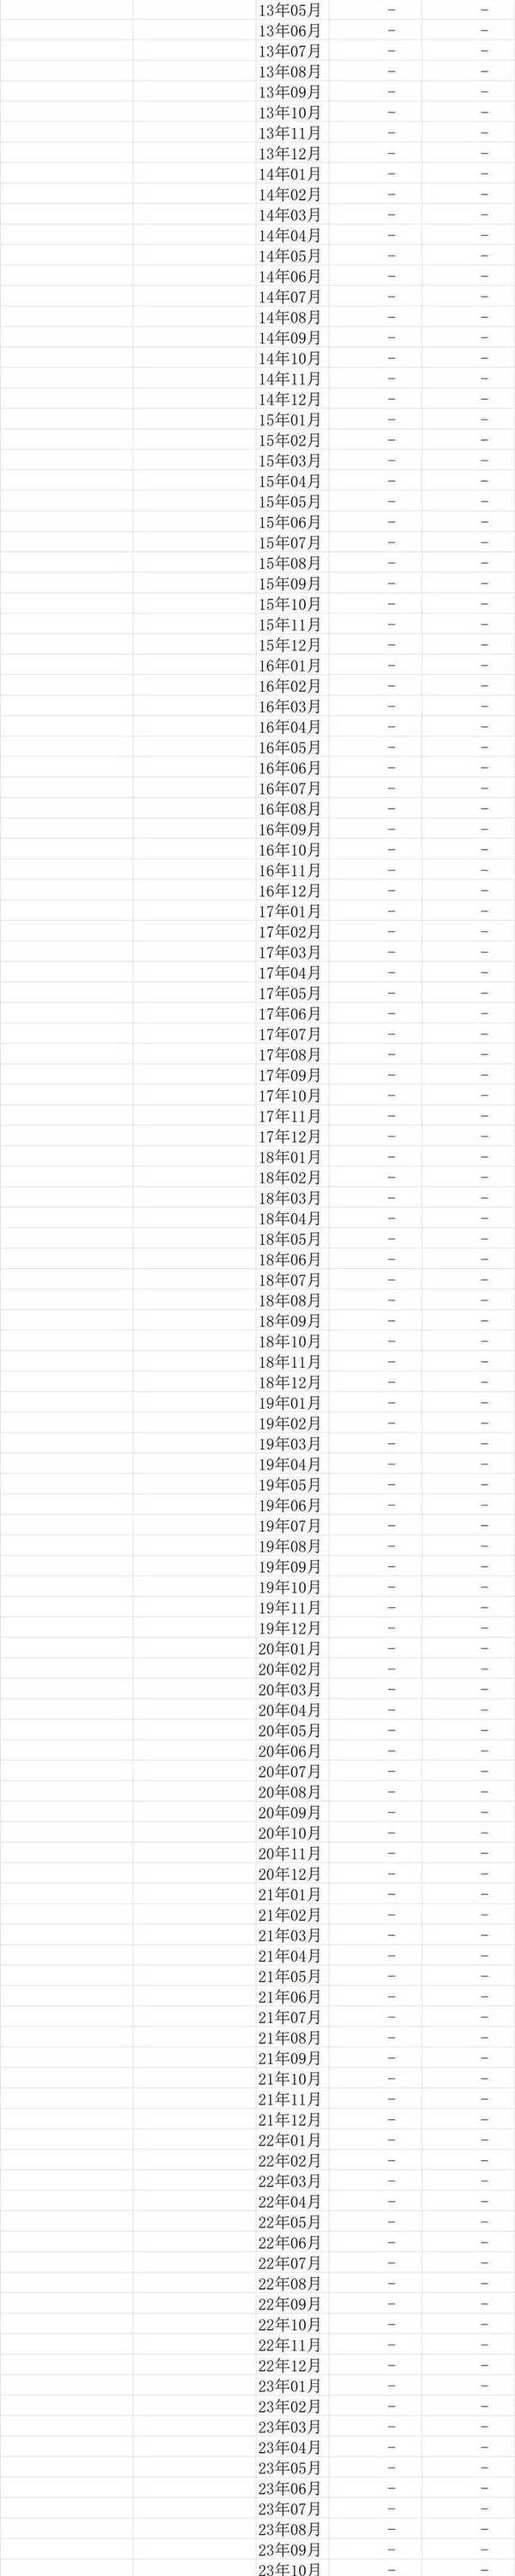 13年05月 - -
13年06月 - -
13年07月 - -
13年08月 - -
13年09月 - -
13年10月 - -
13年11月 - -
13年12月 - -
14年01月 - -
14年02月 - -
14年03月 - -
14年04月 - -
14年05月 - -
14年06月 - -
14年07月 - -
14年08月 - -
14年09月 - -
14年10月 - -
14年11月 - -
14年12月 - -
15年01月 - -
15年02月 - -
15年03月 - -
15年04月 - -
15年05月 - -
15年06月 - -
15年07月 - -
15年08月 - -
15年09月 - -
15年10月 - -
15年11月 - -
15年12月 - -
16年01月 - -
16年02月 - -
16年03月 - -
16年04月 - -
16年05月 - -
16年06月 - -
16年07月 - -
16年08月 - -
16年09月 - -
16年10月 - -
16年11月 - -
16年12月 - -
17年01月 - -
17年02月 - -
17年03月 - -
17年04月 - -
17年05月 - -
17年06月 - -
17年07月 - -
17年08月 - -
17年09月 - -
17年10月 - -
17年11月 - -
17年12月 - -
18年01月 - -
18年02月 - -
18年03月 - -
18年04月 - -
18年05月 - -
18年06月 - -
18年07月 - -
18年08月 - -
18年09月 - -
18年10月 - -
18年11月 - -
18年12月 - -
19年01月 - -
19年02月 - -
19年03月 - -
19年04月 - -
19年05月 - -
19年06月 - -
19年07月 - -
19年08月 - -
19年09月 - -
19年10月 - -
19年11月 - -
19年12月 - -
20年01月 - -
20年02月 - -
20年03月 - -
20年04月 - -
20年05月 - -
20年06月 - -
20年07月 - -
20年08月 - -
20年09月 - -
20年10月 - -
20年11月 - -
20年12月 - -
21年01月 - -
21年02月 - -
21年03月 - -
21年04月 - -
21年05月 - -
21年06月 - -
21年07月 - -
21年08月 - -
21年09月 - -
21年10月 - -
21年11月 - -
21年12月 - -
22年01月 - -
22年02月 - -
22年03月 - -
22年04月 - -
22年05月 - -
22年06月 - -
22年07月 - -
22年08月 - -
22年09月 - -
22年10月 - -
22年11月 - -
22年12月 - -
23年01月 - -
23年02月 - -
23年03月 - -
23年04月 - -
23年05月 - -
23年06月 - -
23年07月 - -
23年08月 - -
23年09月 - -
23年10月 - -